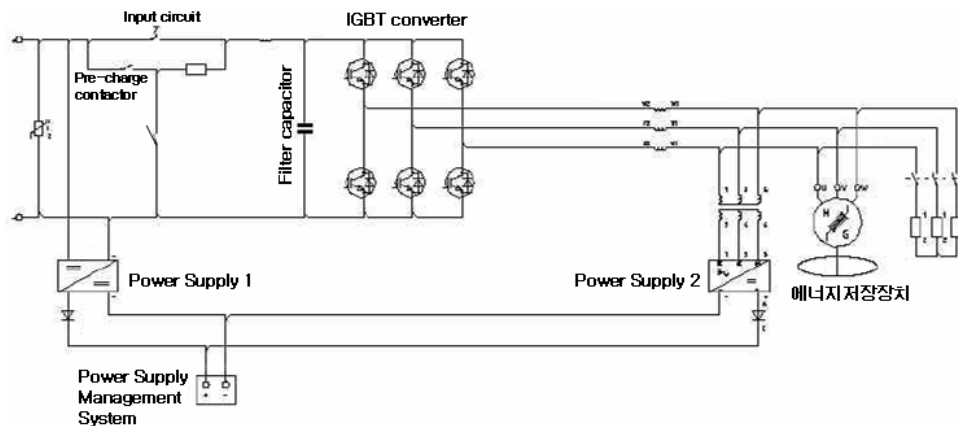 Input circuit
IGBT converter
Pre-charge
contactor
Filter capacitor
M
G
Power Supply 1
Power Supply 2
에너지저장장치
+ -
Power Supply
Management
System